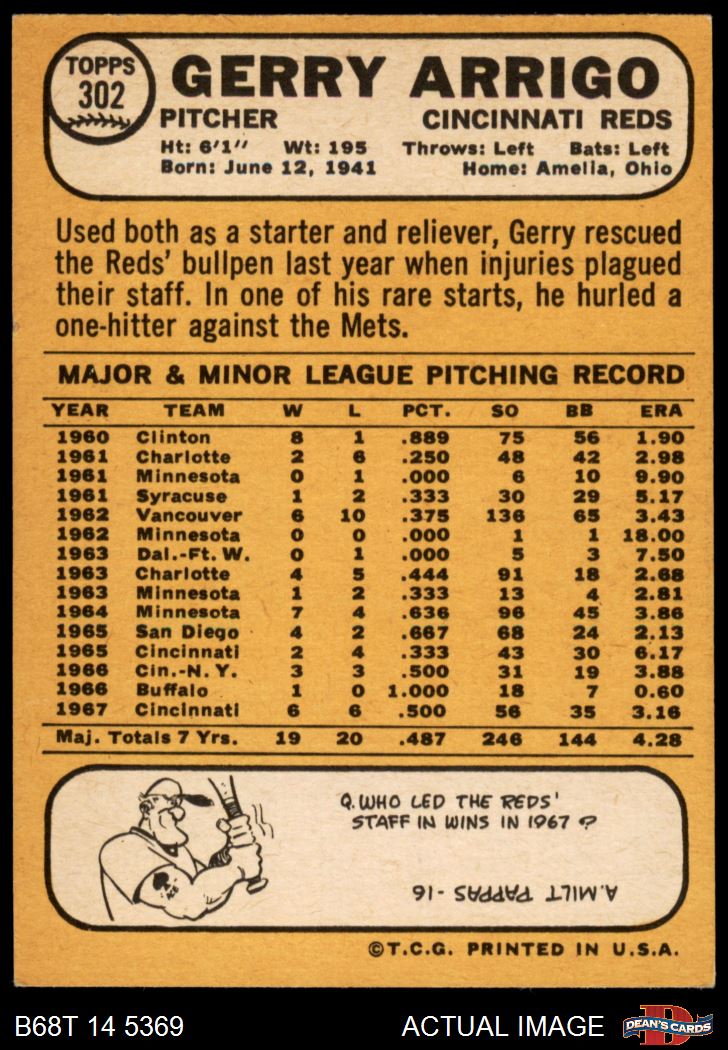 TOPPS
302
GERRY ARRIGO
PITCHER CINCINNATI REDS
Ht: 6'1" Wt: 195 Throws: Left Bats: Left
Born: June 12, 1941 Home: Amelia, Ohio
Used both as a starter and reliever, Gerry rescued
the Reds' bullpen last year when injuries plagued
their staff. In one of his rare starts, he hurled a
one-hitter against the Mets.
MAJOR & MINOR LEAGUE PITCHING RECORD
YEAR TEAM W L PCT. SO BB ERA
1960 Clinton 8 1 .889 75 56 1.90
1961 Charlotte 2 6 .250 48 42 2.98
1961 Minnesota 0 1 .000 6 10 9.90
1961 Syracuse 1 2 .333 30 29 5.17
1962 Vancouver 6 10 .375 136 65 3.43
1962 Minnesota 0 0 .000 1 1 18.00
1963 Dal.-Ft. W. 0 1 .000 5 3 7.50
1963 Charlotte 4 5 .444 91 18 2.68
1963 Minnesota 1 2 .333 13 4 2.81
1964 Minnesota 7 4 .636 96 45 3.86
1965 San Diego 4 2 .667 68 24 2.13
1965 Cincinnati 2 4 .333 43 30 6.17
1966 Cin.-N. Y. 3 3 .500 31 19 3.88
1966 Buffalo 1 0 1.000 18 7 0.60
1967 Cincinnati 6 6 .500 56 35 3.16
Maj. Totals 7 Yrs. 19 20 .487 246 144 4.28
Q. WHO LED THE REDS'
STAFF IN WINS IN 1967?
A. MILT PAPPAS - 16
ACE
©T.C.G. PRINTED IN U.S.A.
B68T 14 5369 ACTUAL IMAGE
D
DEAN'S CARDS